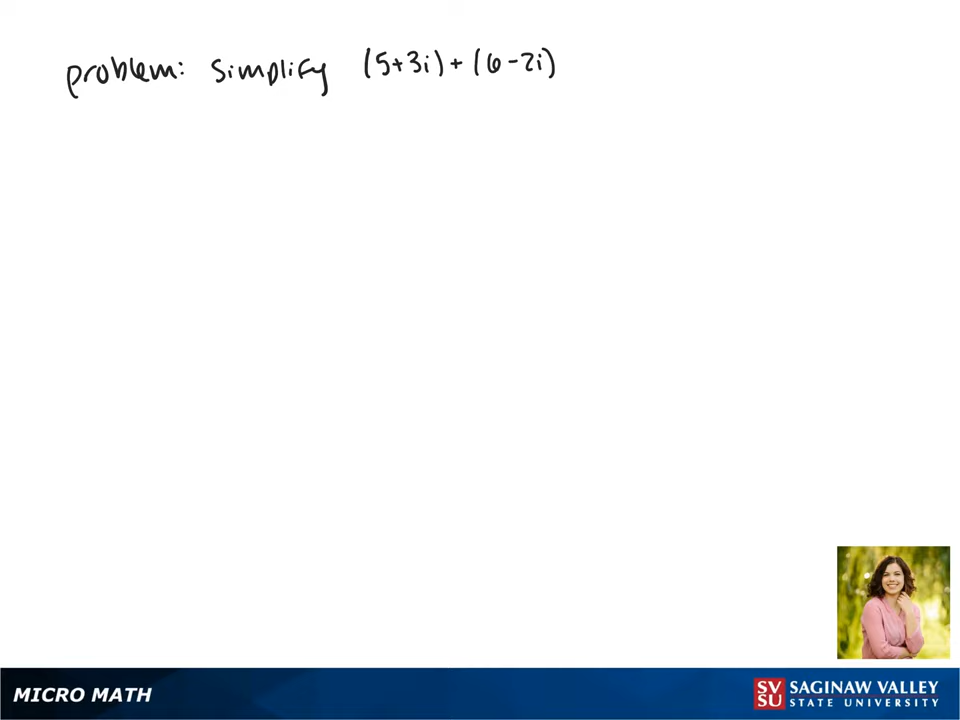 problem: simplify (5+3i) + (6-2i)
MICRO MATH
SV
SU
SAGINAW VALLEY
STATE UNIVERSITY